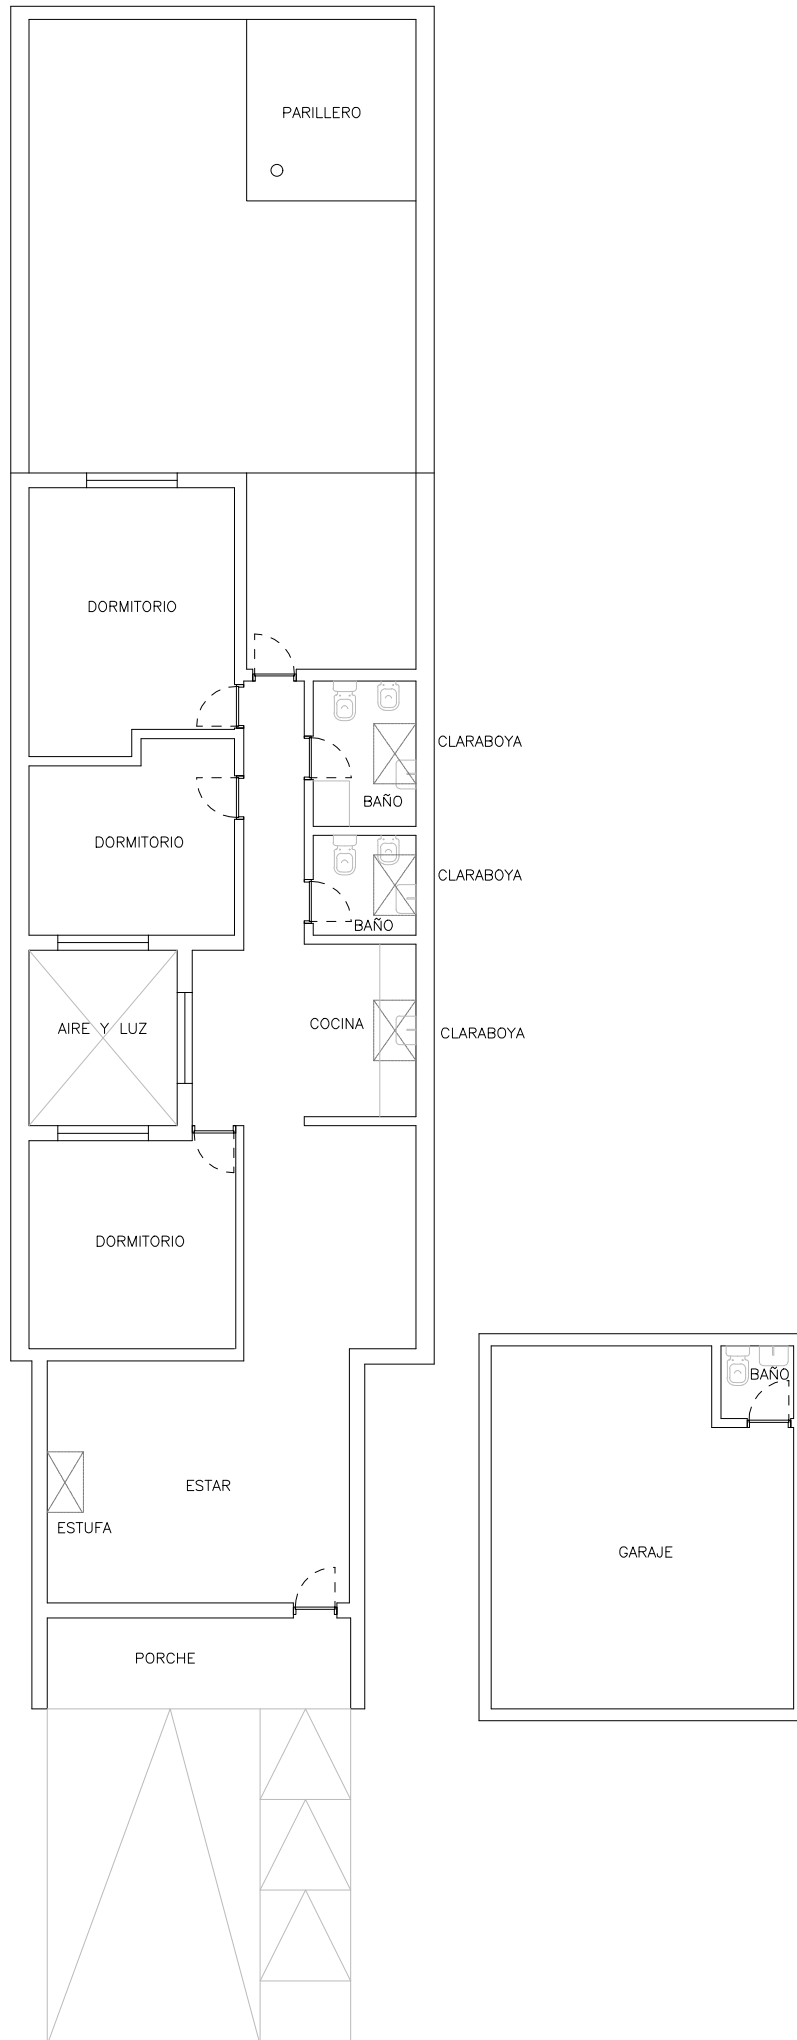 PARILLERO
DORMITORIO
CLARABOYA
BAÑO
DORMITORIO
CLARABOYA
BAÑO
AIRE Y LUZ
COCINA
CLARABOYA
DORMITORIO
BAÑO
ESTAR
ESTUFA
GARAJE
PORCHE